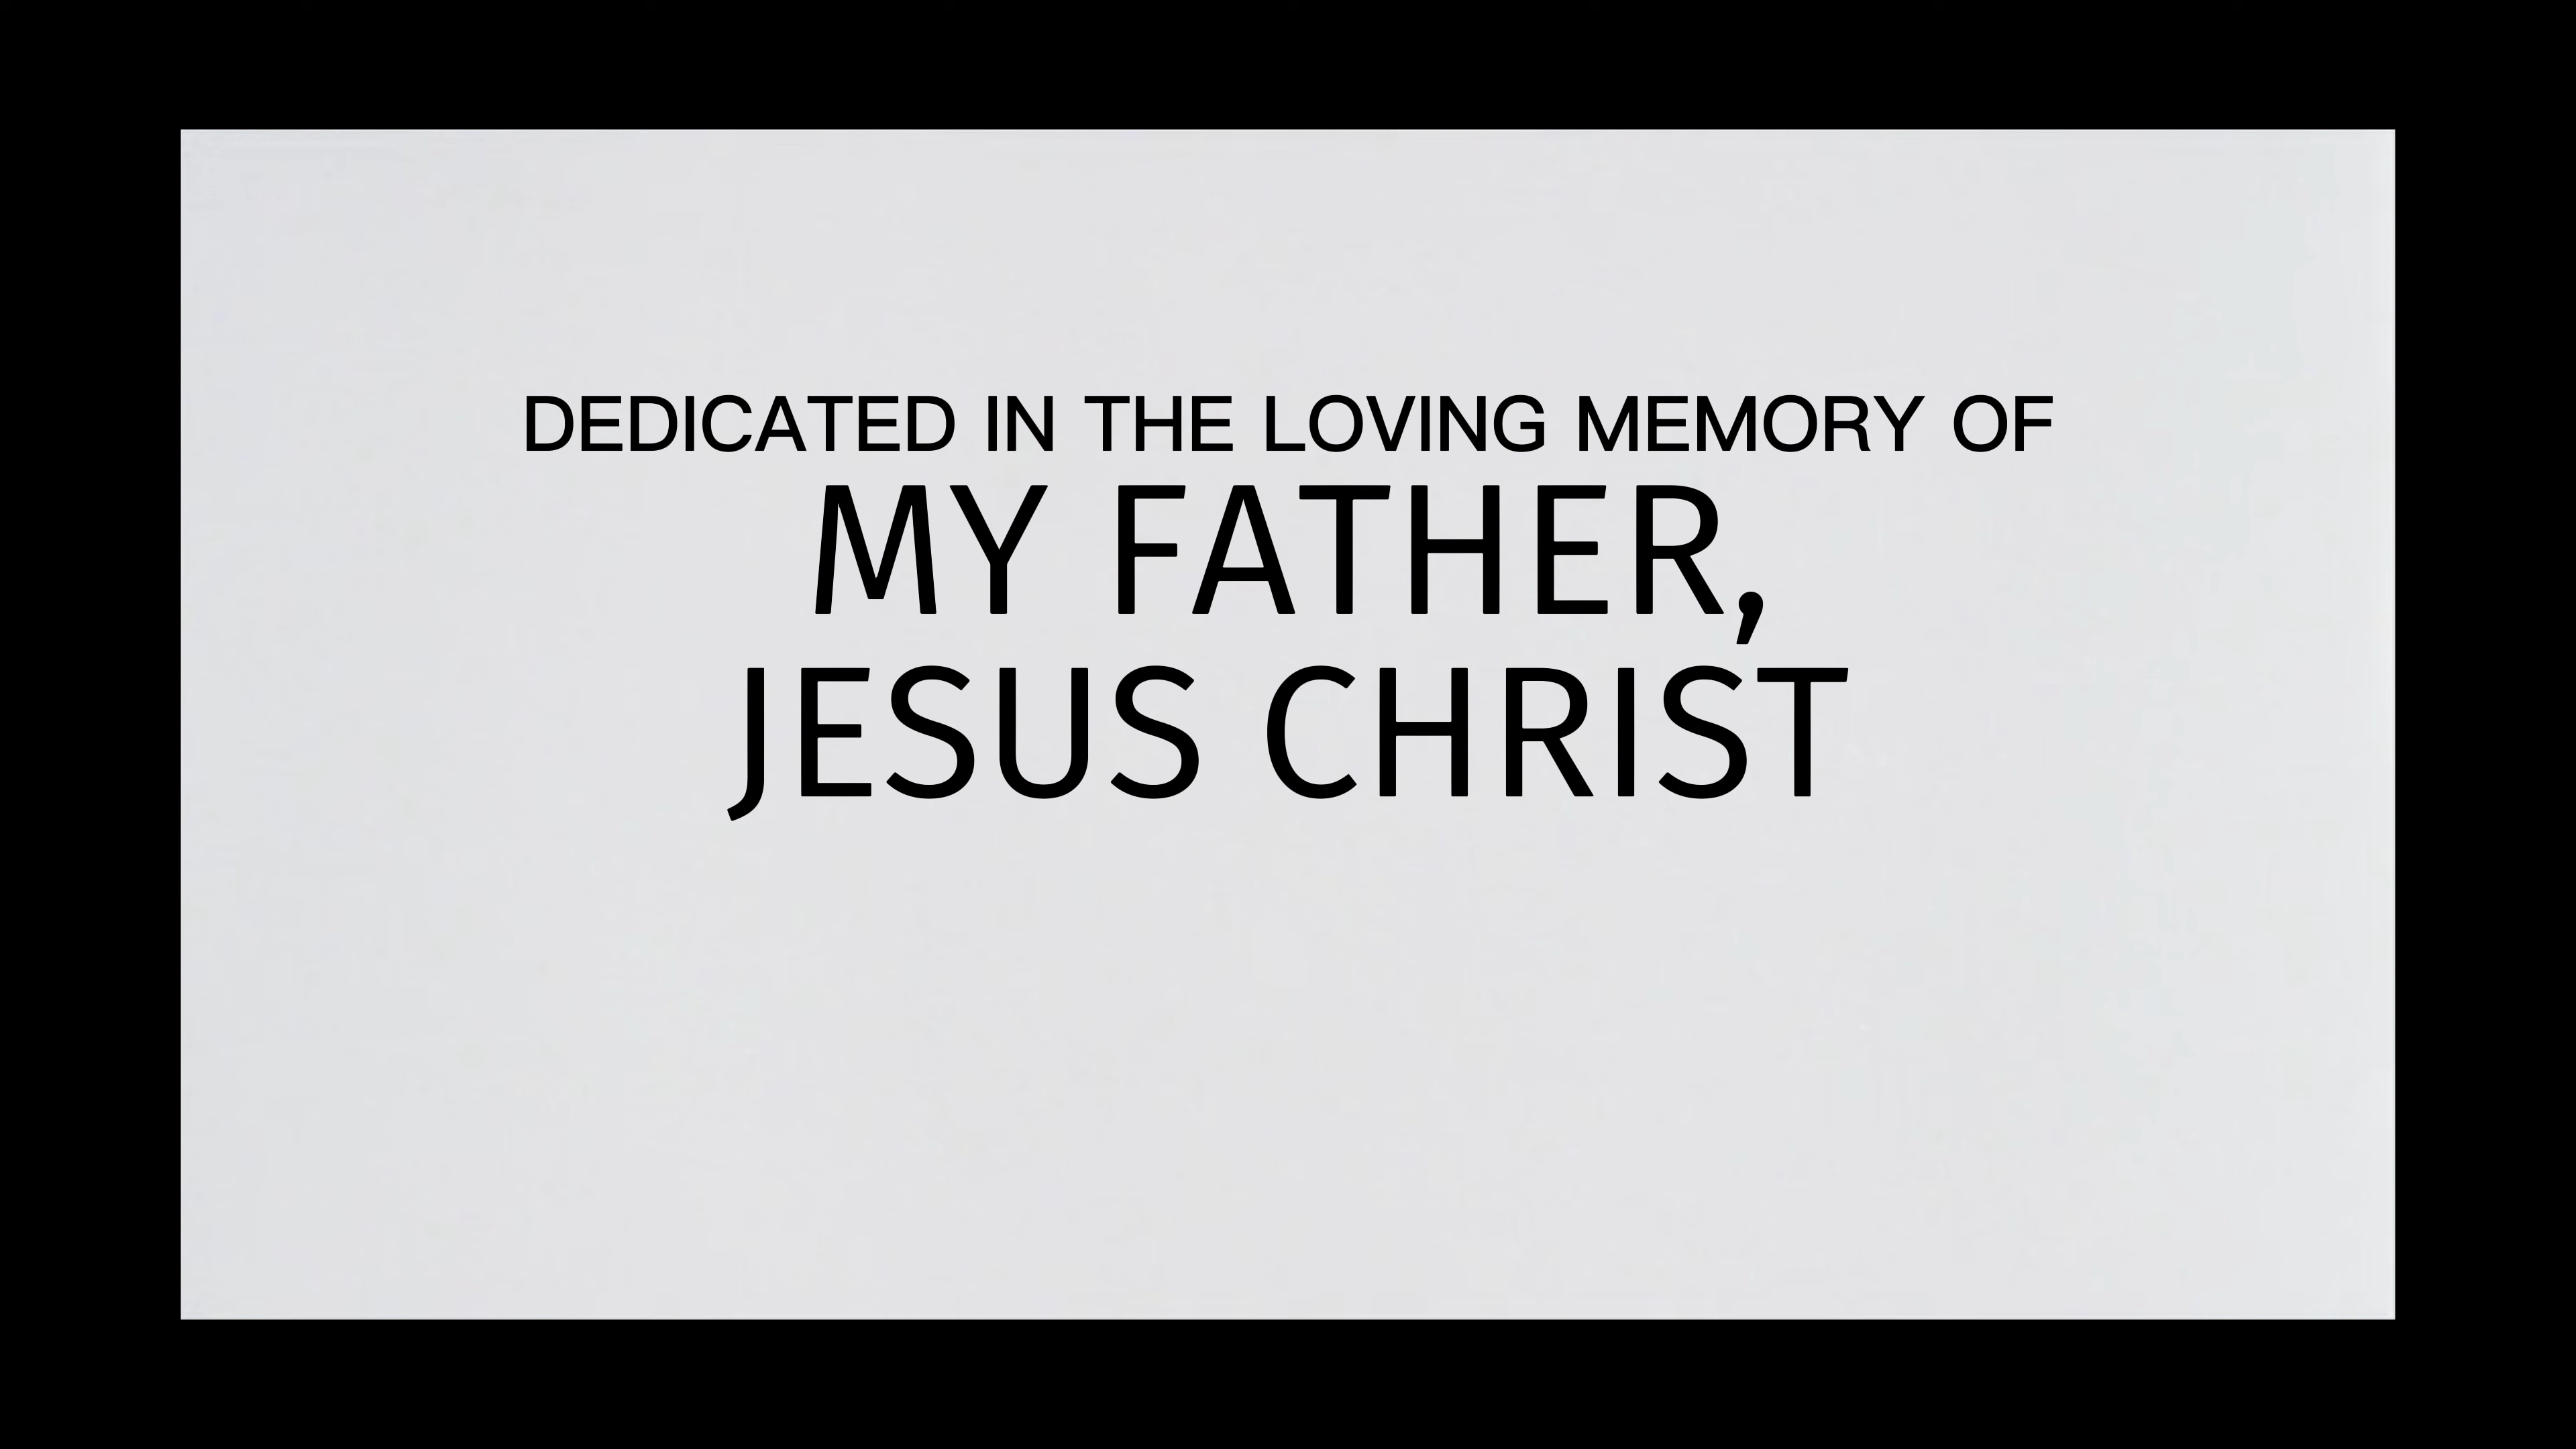 DEDICATED IN THE LOVING MEMORY OF
MY FATHER,
JESUS CHRIST